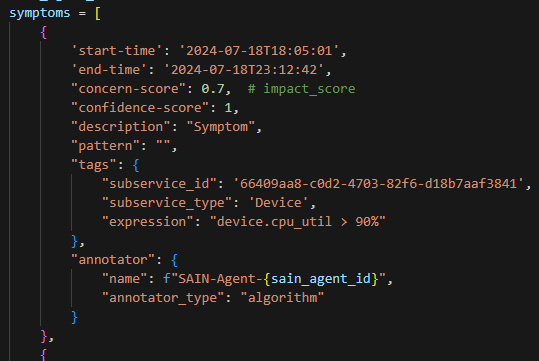 symptoms = [
{
'start-time': '2024-07-18T18:05:01',
'end-time': '2024-07-18T23:12:42',
"concern-score": 0.7,  # impact_score
"confidence-score": 1,
"description": "Symptom",
"pattern": "",
"tags": {
"subservice_id": '66409aa8-c0d2-4703-82f6-d18b7aaf3841',
"subservice_type": 'Device',
"expression": "device.cpu_util > 90%"
},
"annotator": {
"name": f"SAIN-Agent-{sain_agent_id}",
"annotator_type": "algorithm"
}
},
{